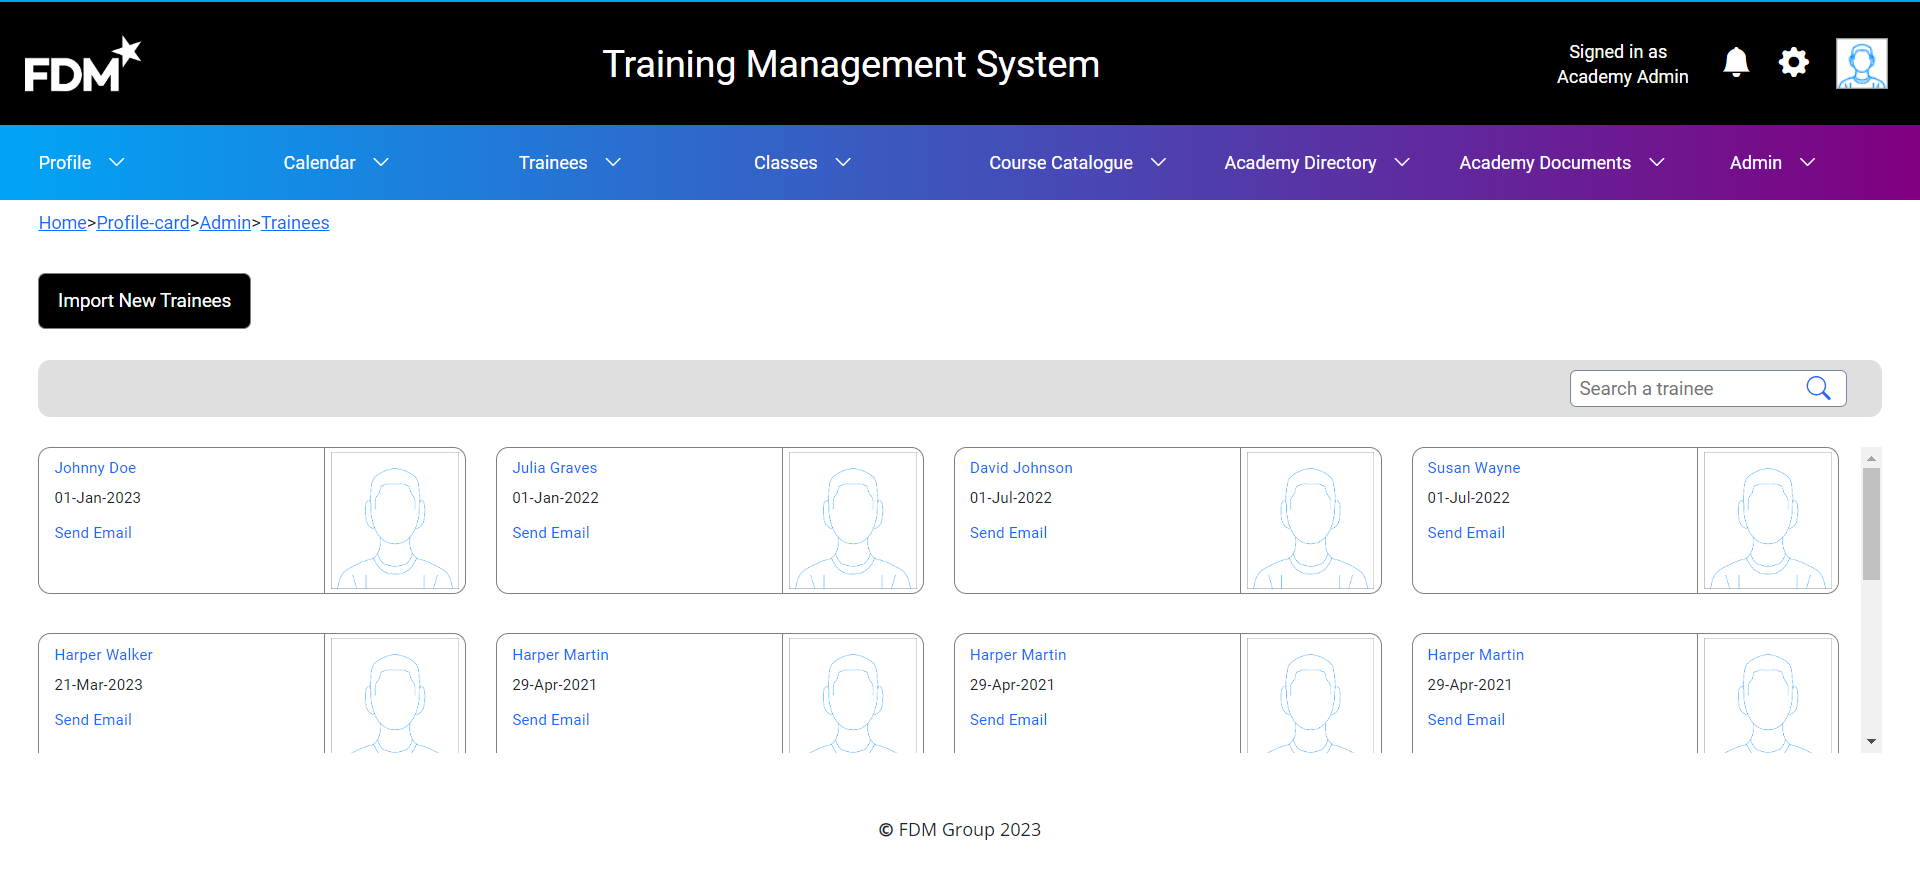 FDM
Training Management System
Signed in as
Academy Admin
Profile
Calendar
Trainees
Classes
Course Catalogue
Academy Directory
Academy Documents
Admin
Home>Profile-card>Admin>Trainees
Import New Trainees
Search a trainee
Johnny Doe
01-Jan-2023
Send Email
Julia Graves
01-Jan-2022
Send Email
David Johnson
01-Jul-2022
Send Email
Susan Wayne
01-Jul-2022
Send Email
Harper Walker
21-Mar-2023
Send Email
Harper Martin
29-Apr-2021
Send Email
Harper Martin
29-Apr-2021
Send Email
Harper Martin
29-Apr-2021
Send Email
© FDM Group 2023